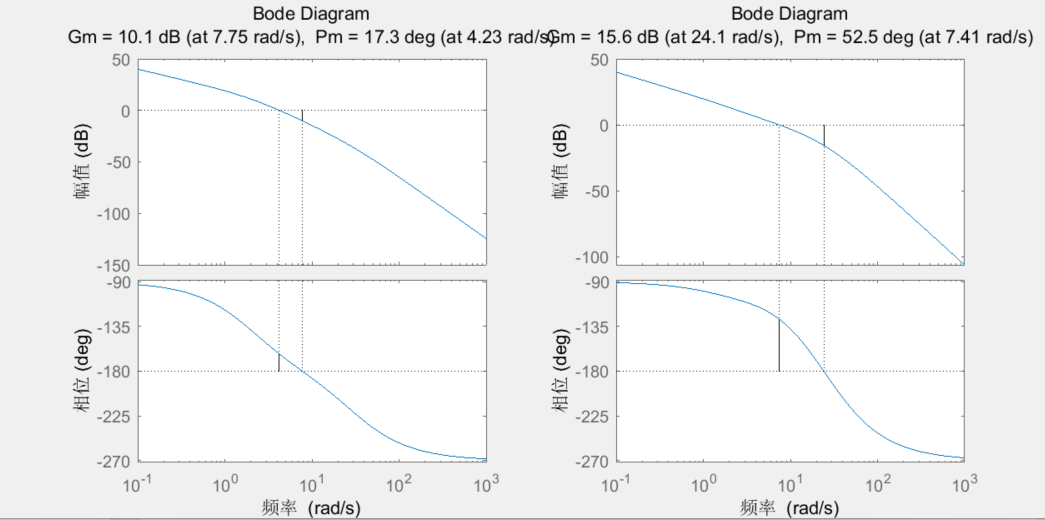 Bode Diagram
Gm = 10.1 dB (at 7.75 rad/s), Pm = 17.3 deg (at 4.23 rad/s)
50
0
-50
-100
-150
幅值 (dB)
-90
-135
-180
-225
-270
相位 (deg)
10^-1
10^0
10^1
10^2
10^3
频率 (rad/s)
Bode Diagram
Gm = 15.6 dB (at 24.1 rad/s), Pm = 52.5 deg (at 7.41 rad/s)
50
0
-50
-100
幅值 (dB)
-90
-135
-180
-225
-270
相位 (deg)
10^-1
10^0
10^1
10^2
10^3
频率 (rad/s)